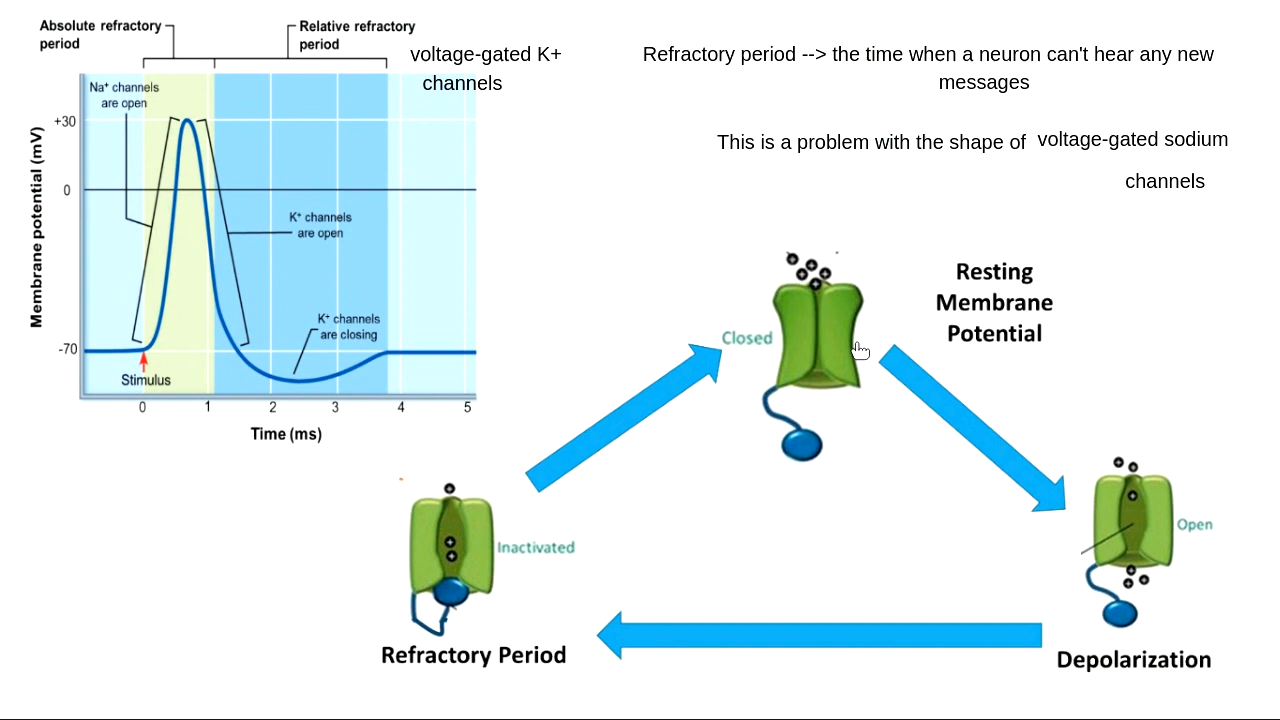 Absolute refractory
period
Relative refractory
period
voltage-gated K+
channels
Refractory period --> the time when a neuron can't hear any new
messages
This is a problem with the shape of voltage-gated sodium
channels
Na⁺ channels
are open
+30
0
-70
Membrane potential (mV)
K⁺ channels
are open
K⁺ channels
are closing
Stimulus
0 1 2 3 4 5
Time (ms)
Closed
Resting
Membrane
Potential
Open
Depolarization
Inactivated
Refractory Period